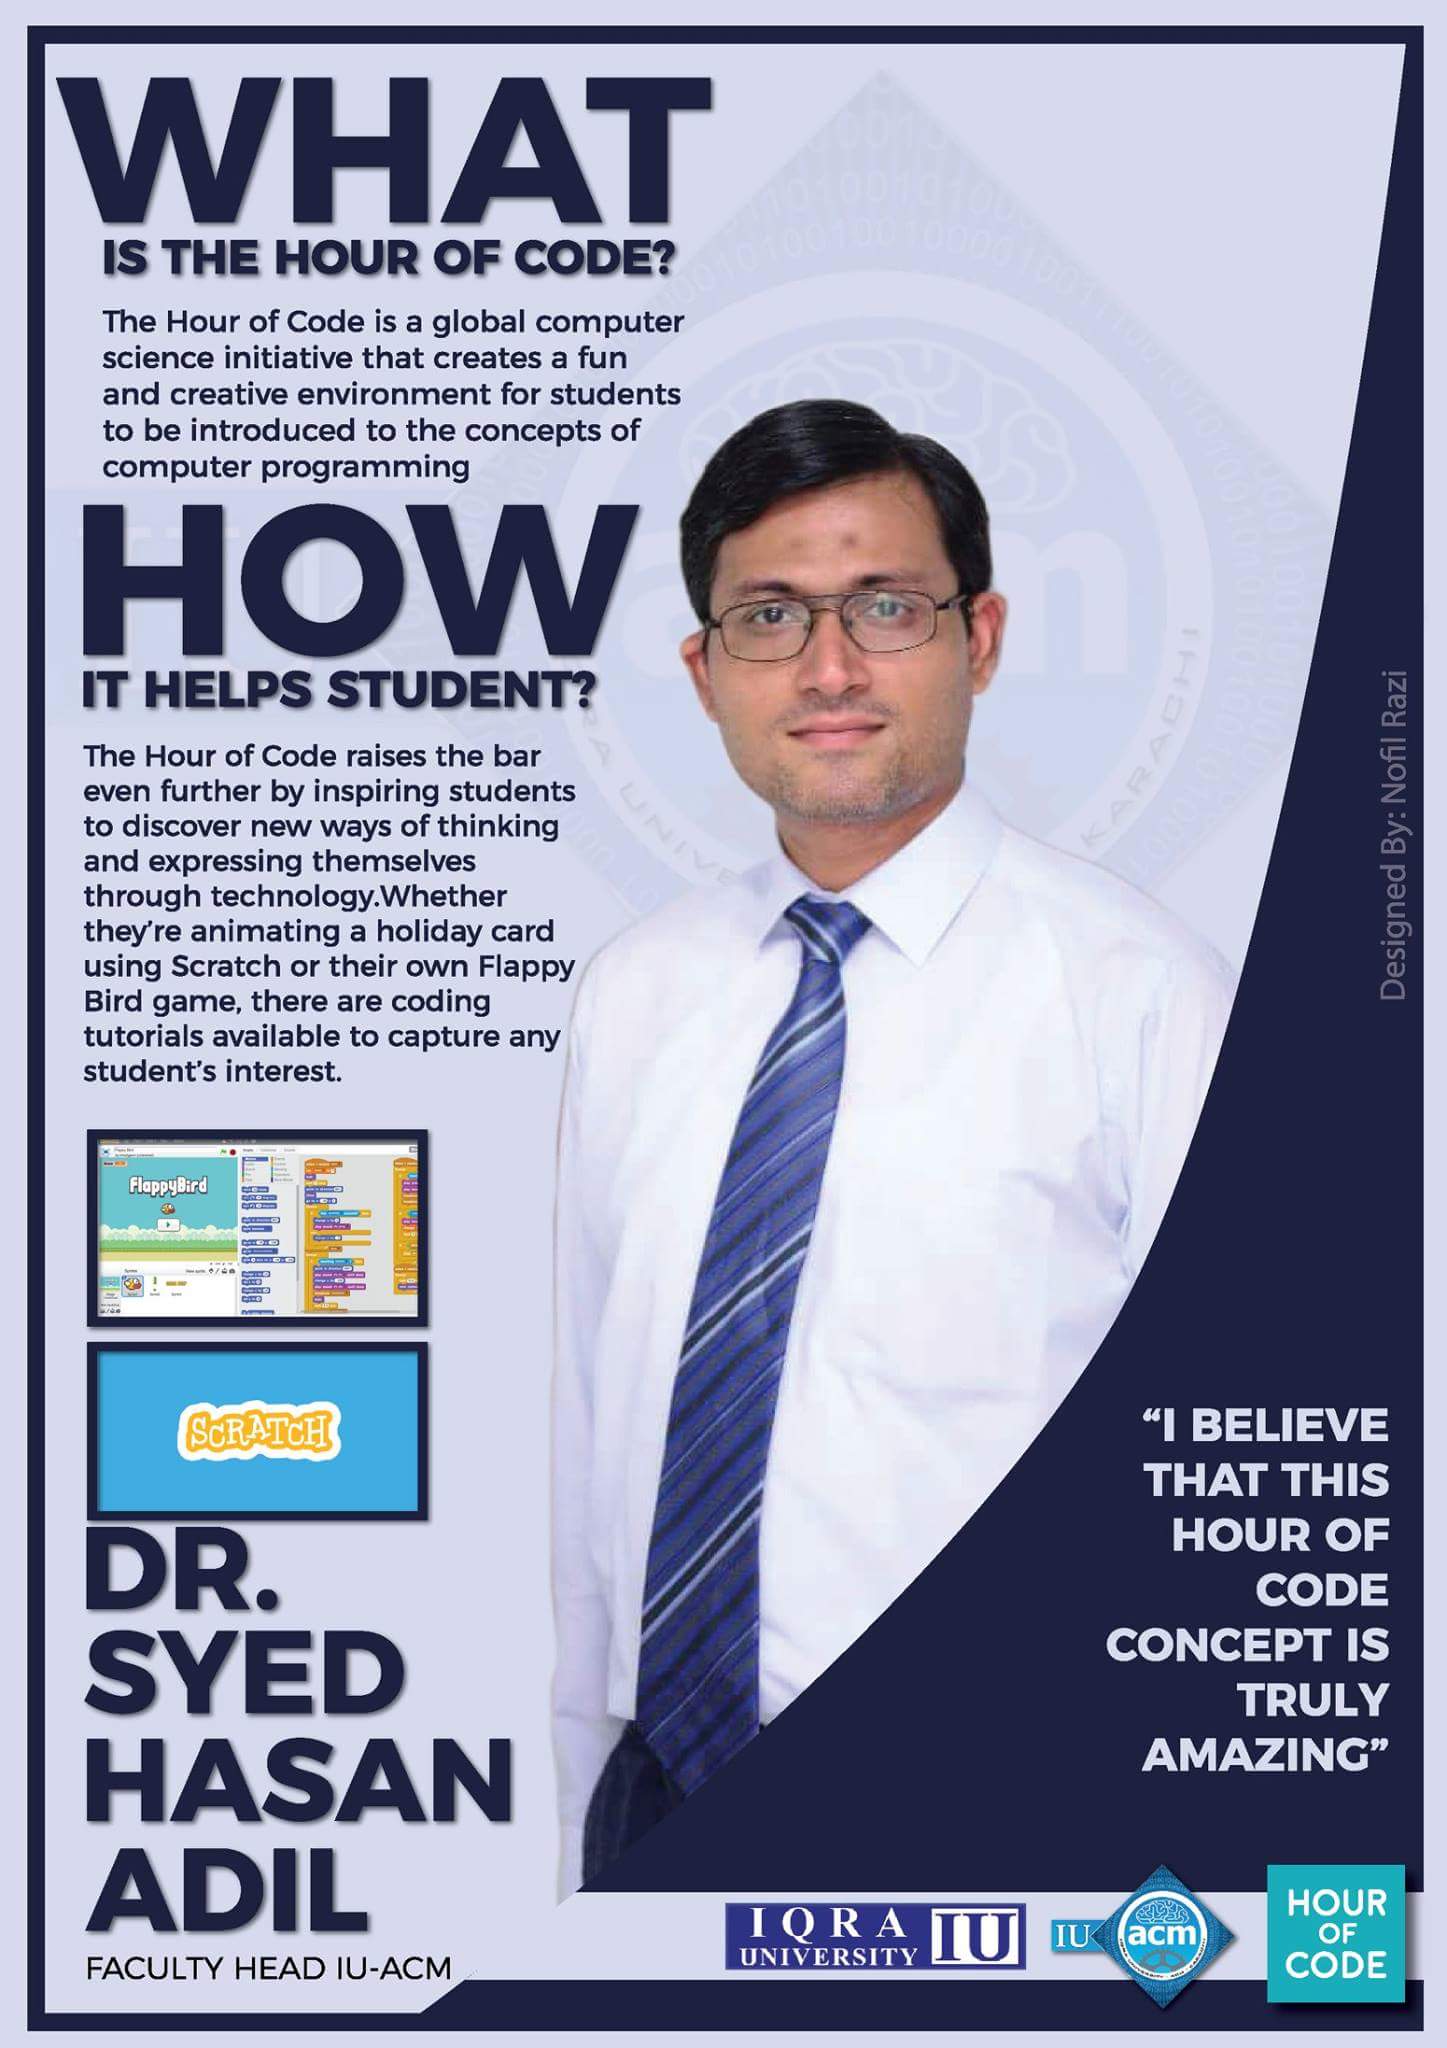 WHAT
IS THE HOUR OF CODE?
The Hour of Code is a global computer
science initiative that creates a fun
and creative environment for students
to be introduced to the concepts of
computer programming
HOW
IT HELPS STUDENT?
The Hour of Code raises the bar
even further by inspiring students
to discover new ways of thinking
and expressing themselves
through technology.Whether
they’re animating a holiday card
using Scratch or their own Flappy
Bird game, there are coding
tutorials available to capture any
student’s interest.
FlappyBird
SCRATCH
DR.
SYED
HASAN
ADIL
FACULTY HEAD IU-ACM
Designed By: Nofil Razi
“I BELIEVE
THAT THIS
HOUR OF
CODE
CONCEPT IS
TRULY
AMAZING”
IQRA
UNIVERSITY
IU
IU
acm
HOUR
OF
CODE
KARACHI